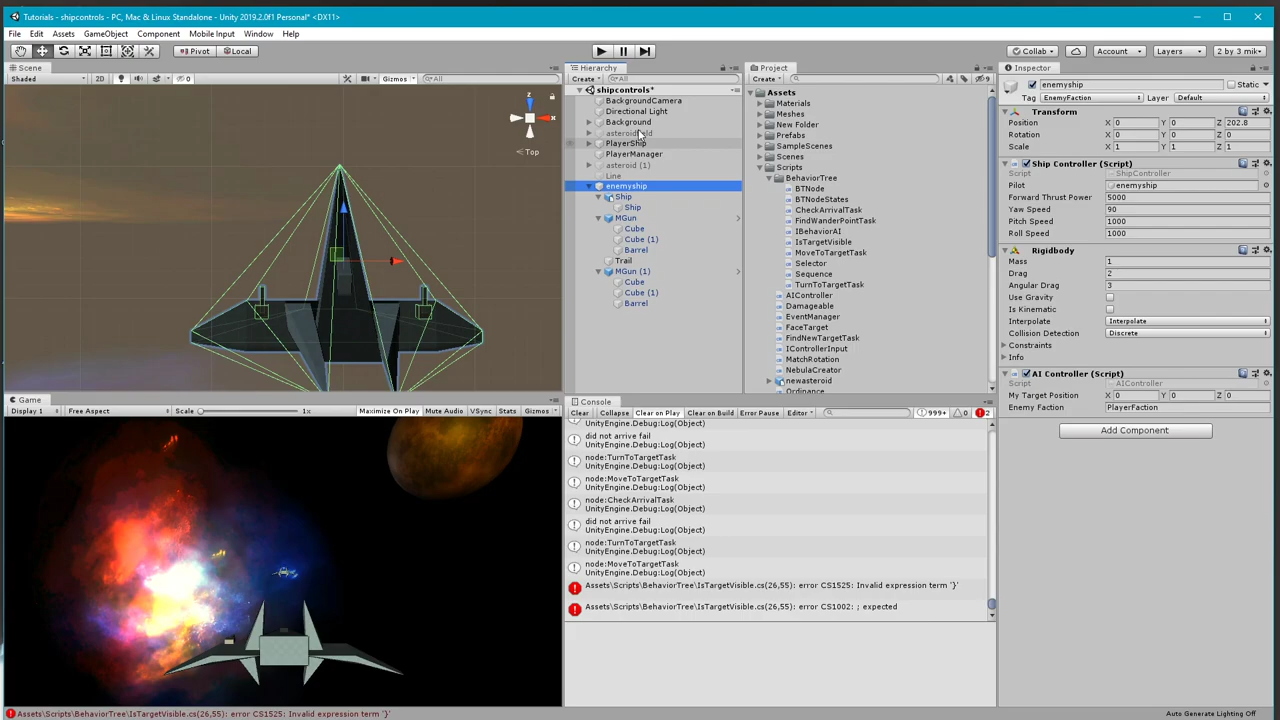 Tutorials - shipcontrols - PC, Mac & Linux Standalone - Unity 2019.2.0f1 Personal* <DX11>
File Edit Assets GameObject Component Mobile Input Window Help
Pivot Local Collab Account Layers 2 by 3 mik*
Scene
Shaded 2D 0 Gizmos All
z
x
Top
Hierarchy
Create All
shipcontrols*
BackgroundCamera
Directional Light
Background
PlayerShip
PlayerManager
asteroid (1)
Line
enemyship
Ship
Ship
MGun
Cube
Cube (1)
Barrel
Trail
MGun (1)
Cube
Cube (1)
Barrel
Project
Create 9
Assets
Materials
Meshes
New Folder
Prefabs
SampleScenes
Scenes
Scripts
BehaviorTree
BTNode
BTNodeStates
CheckArrivalTask
FindWanderPointTask
IBehaviorAI
IsTargetVisible
MoveToTargetTask
Selector
Sequence
TurnToTargetTask
AIController
Damageable
EventManager
FaceTarget
FindNewTargetTask
IControllerInput
MatchRotation
NebulaCreator
newasteroid
Ordinance
Inspector
enemyship Static
Tag EnemyFaction Layer Default
Transform
Position X 0 Y 0 Z 202.8
Rotation X 0 Y 0 Z 0
Scale X 1 Y 1 Z 1
Ship Controller (Script)
Script ShipController
Pilot enemyship
Forward Thrust Power 5000
Yaw Speed 90
Pitch Speed 1000
Roll Speed 1000
Rigidbody
Mass 1
Drag 2
Angular Drag 3
Use Gravity
Is Kinematic
Interpolate Interpolate
Collision Detection Discrete
Constraints
Info
AI Controller (Script)
Script AIController
My Target Position X 0 Y 0 Z 0
Enemy Faction PlayerFaction
Add Component
Game
Display 1 Free Aspect Scale 1x Maximize On Play Mute Audio VSync Stats Gizmos
Console
Clear Collapse Clear on Play Clear on Build Error Pause Editor 999+ 0 2
UnityEngine.Debug:Log(Object)
did not arrive fail
UnityEngine.Debug:Log(Object)
node:TurnToTargetTask
UnityEngine.Debug:Log(Object)
node:MoveToTargetTask
UnityEngine.Debug:Log(Object)
node:CheckArrivalTask
UnityEngine.Debug:Log(Object)
did not arrive fail
UnityEngine.Debug:Log(Object)
node:TurnToTargetTask
UnityEngine.Debug:Log(Object)
node:MoveToTargetTask
UnityEngine.Debug:Log(Object)
Assets\Scripts\BehaviorTree\IsTargetVisible.cs(26,55): error CS1525: Invalid expression term '}'
Assets\Scripts\BehaviorTree\IsTargetVisible.cs(26,55): error CS1002: ; expected
Assets\Scripts\BehaviorTree\IsTargetVisible.cs(26,55): error CS1525: Invalid expression term '}'
Auto Generate Lighting Off